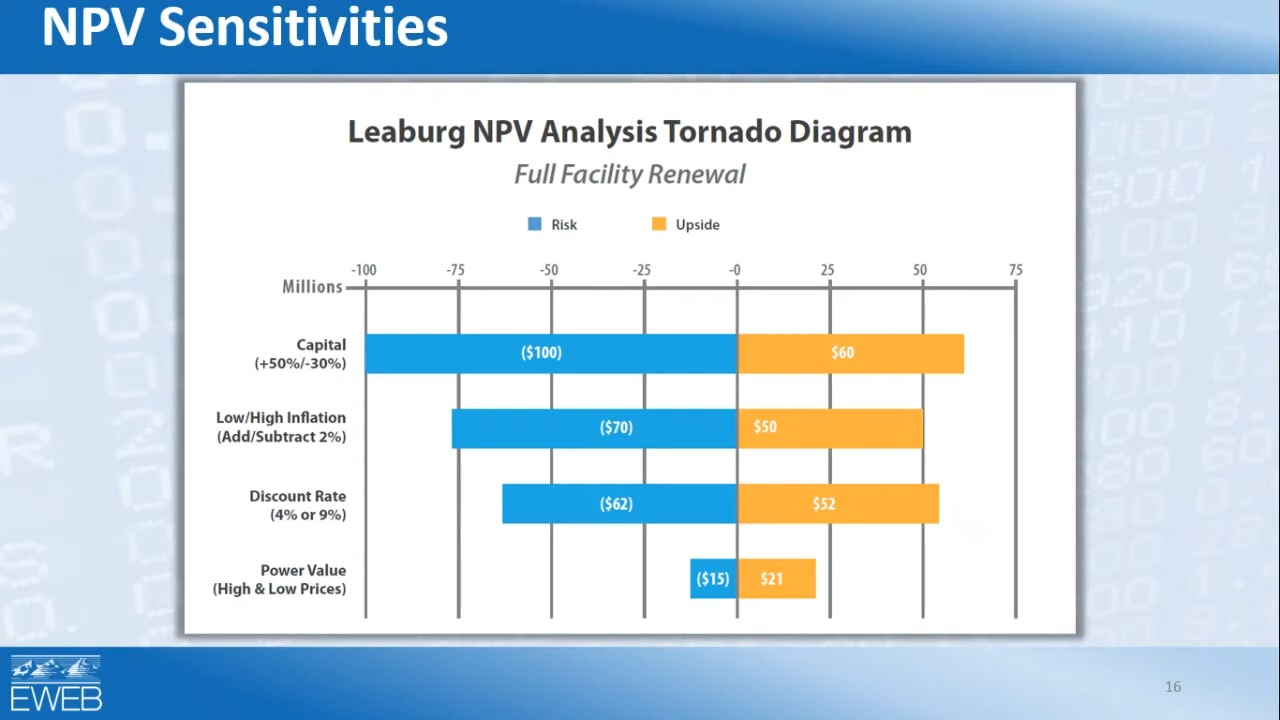 NPV Sensitivities
Leaburg NPV Analysis Tornado Diagram
Full Facility Renewal
Risk Upside
-100 -75 -50 -25 -0 25 50 75
Millions
Capital
(+50%/-30%)
($100) $60
Low/High Inflation
(Add/Subtract 2%)
($70) $50
Discount Rate
(4% or 9%)
($62) $52
Power Value
(High & Low Prices)
($15) $21
EWEB
16